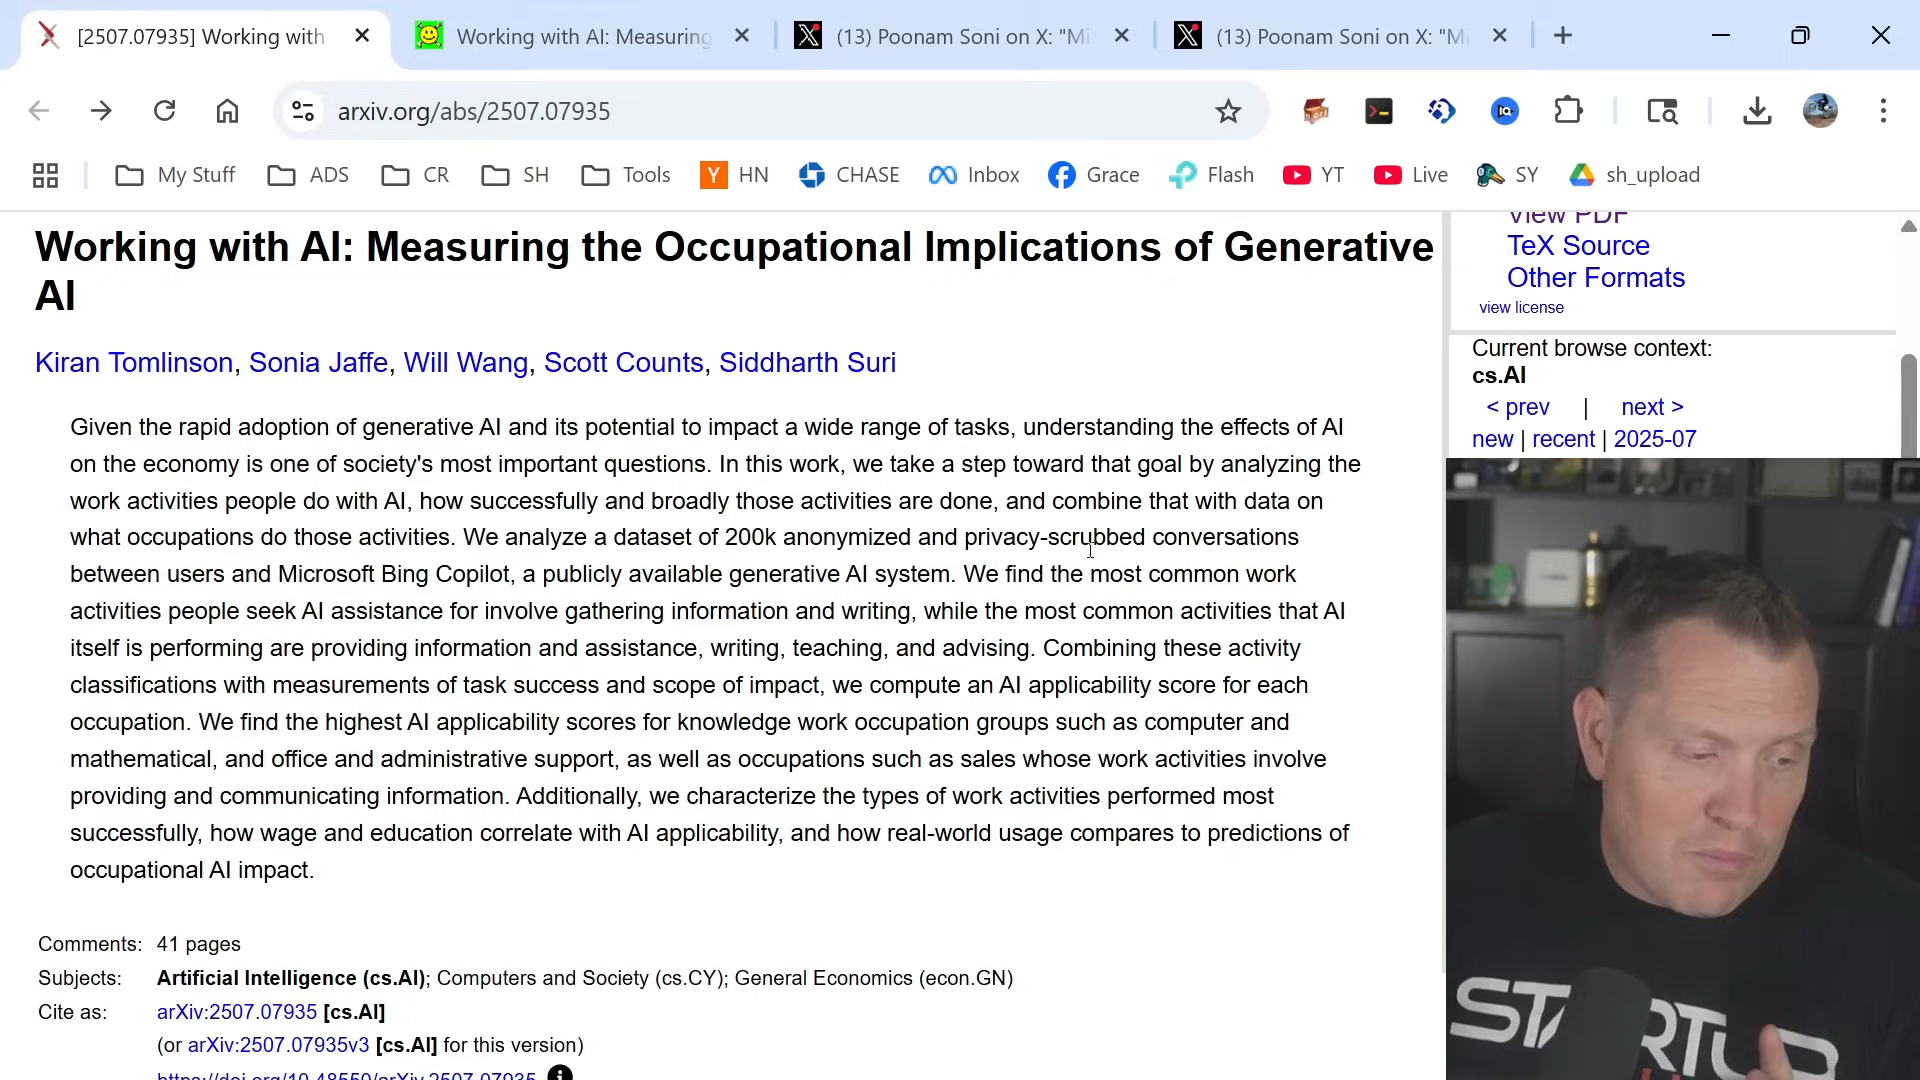 [2507.07935] Working with
Working with AI: Measuring
(13) Poonam Soni on X: "Mi
(13) Poonam Soni on X: "Mi
arxiv.org/abs/2507.07935
My Stuff
ADS
CR
SH
Tools
Y HN
CHASE
Inbox
Grace
Flash
YT
Live
SY
sh_upload
Working with AI: Measuring the Occupational Implications of Generative
AI
Kiran Tomlinson, Sonia Jaffe, Will Wang, Scott Counts, Siddharth Suri
Given the rapid adoption of generative AI and its potential to impact a wide range of tasks, understanding the effects of AI
on the economy is one of society's most important questions. In this work, we take a step toward that goal by analyzing the
work activities people do with AI, how successfully and broadly those activities are done, and combine that with data on
what occupations do those activities. We analyze a dataset of 200k anonymized and privacy-scrubbed conversations
between users and Microsoft Bing Copilot, a publicly available generative AI system. We find the most common work
activities people seek AI assistance for involve gathering information and writing, while the most common activities that AI
itself is performing are providing information and assistance, writing, teaching, and advising. Combining these activity
classifications with measurements of task success and scope of impact, we compute an AI applicability score for each
occupation. We find the highest AI applicability scores for knowledge work occupation groups such as computer and
mathematical, and office and administrative support, as well as occupations such as sales whose work activities involve
providing and communicating information. Additionally, we characterize the types of work activities performed most
successfully, how wage and education correlate with AI applicability, and how real-world usage compares to predictions of
occupational AI impact.
Comments: 41 pages
Subjects: Artificial Intelligence (cs.AI); Computers and Society (cs.CY); General Economics (econ.GN)
Cite as: arXiv:2507.07935 [cs.AI]
(or arXiv:2507.07935v3 [cs.AI] for this version)
https://doi.org/10.48550/arXiv.2507.07935
View PDF
TeX Source
Other Formats
view license
Current browse context:
cs.AI
< prev | next >
new | recent | 2025-07